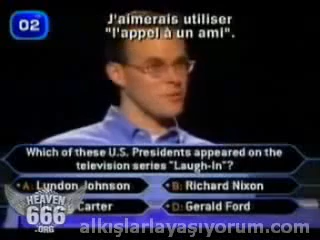 02
J'aimerais utiliser
"l'appel à un ami".
Which of these U.S. Presidents appeared on the
television series "Laugh-In"?
A: Lyndon Johnson
B: Richard Nixon
Carter
D: Gerald Ford
HEAVEN
666
.ORG
alkislarlayasiyorum.com